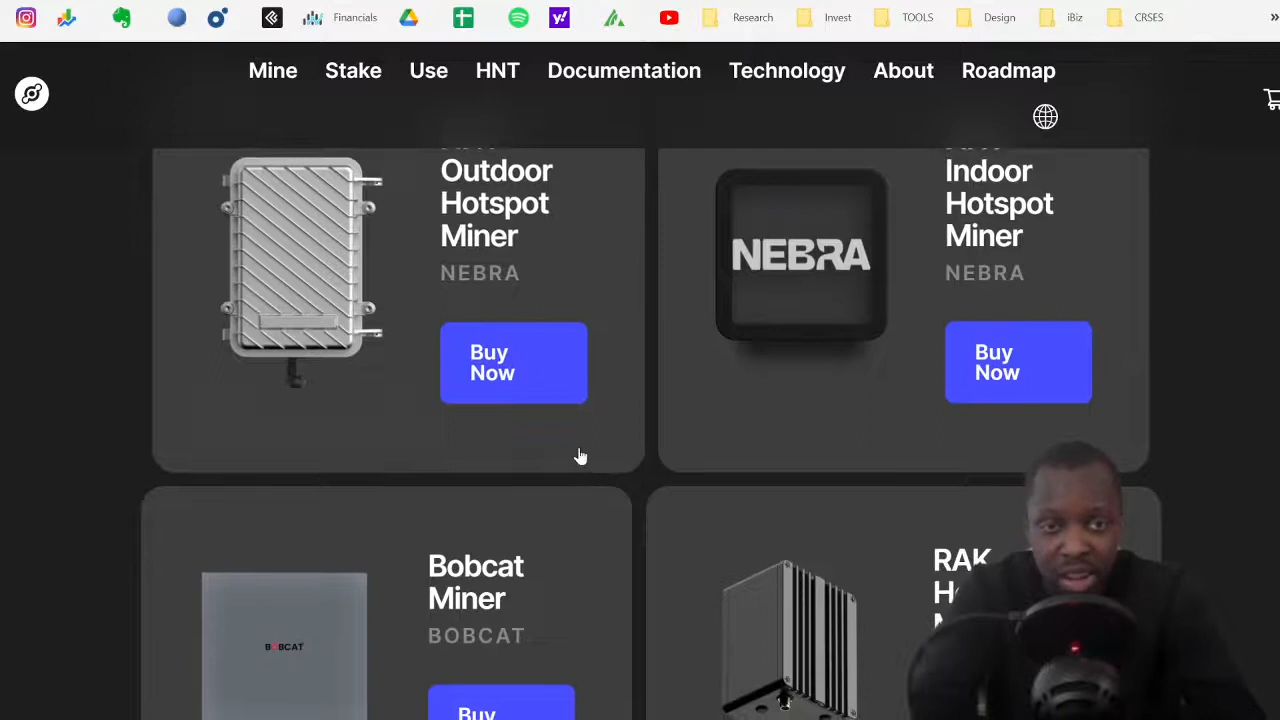 Financials
Research
Invest
TOOLS
Design
iBiz
CRSES
»
Mine
Stake
Use
HNT
Documentation
Technology
About
Roadmap
Outdoor
Hotspot
Miner
NEBRA
Buy
Now
NEBRA
Indoor
Hotspot
Miner
NEBRA
Buy
Now
BOBCAT
Bobcat
Miner
BOBCAT
Buy
RAK